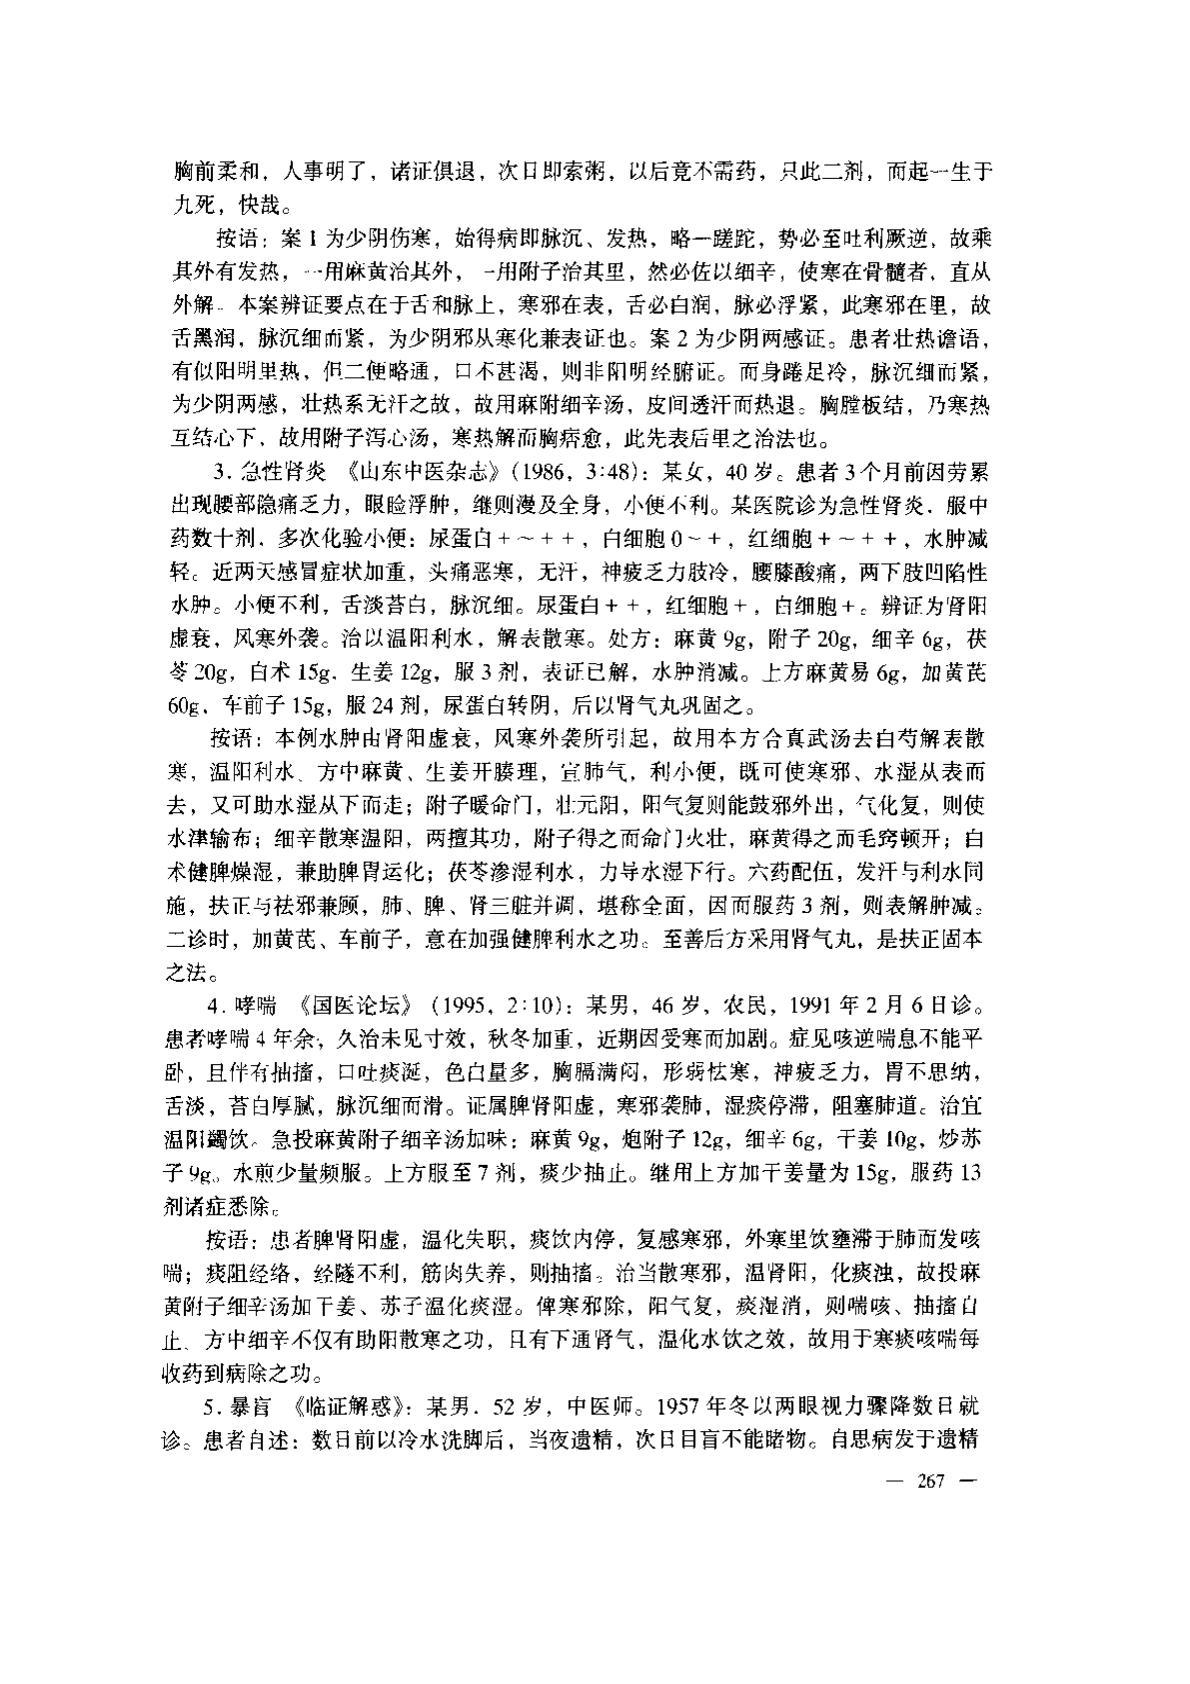 胸前柔和，人事明了，诸证俱退，次日即索粥，以后竟不需药，只此二剂，而起一生于
九死，快哉。
按语：案 1 为少阴伤寒，始得病即脉沉、发热，略一蹉跎，势必至吐利厥逆，故乘
其外有发热，一用麻黄治其外，一用附子治其里，然必佐以细辛，使寒在骨髓者，直从
外解。本案辨证要点在于舌和脉上，寒邪在表，舌必白润，脉必浮紧，此寒邪在里，故
舌黑润，脉沉细而紧，为少阴邪从寒化兼表证也。案 2 为少阴两感证。患者壮热谵语，
有似阳明里热，但二便略通，口不甚渴，则非阳明经腑证。而身踡足冷，脉沉细而紧，
为少阴两感，壮热系无汗之故，故用麻附细辛汤，皮间透汗而热退。胸膛板结，乃寒热
互结心下，故用附子泻心汤，寒热解而胸痞愈，此先表后里之治法也。
3. 急性肾炎 《山东中医杂志》(1986，3:48)：某女，40 岁。患者 3 个月前因劳累
出现腰部隐痛乏力，眼睑浮肿，继则漫及全身，小便不利。某医院诊为急性肾炎，服中
药数十剂，多次化验小便：尿蛋白＋～＋＋，白细胞 0～＋，红细胞＋～＋＋，水肿减
轻。近两天感冒症状加重，头痛恶寒，无汗，神疲乏力肢冷，腰膝酸痛，两下肢凹陷性
水肿。小便不利，舌淡苔白，脉沉细。尿蛋白＋＋，红细胞＋，白细胞＋。辨证为肾阳
虚衰，风寒外袭。治以温阳利水，解表散寒。处方：麻黄 9g，附子 20g，细辛 6g，茯
苓 20g，白术 15g，生姜 12g，服 3 剂，表证已解，水肿消减。上方麻黄易 6g，加黄芪
60g，车前子 15g，服 24 剂，尿蛋白转阴，后以肾气丸巩固之。
按语：本例水肿由肾阳虚衰，风寒外袭所引起，故用本方合真武汤去白芍解表散
寒，温阳利水。方中麻黄、生姜开腠理，宣肺气，利小便，既可使寒邪、水湿从表而
去，又可助水湿从下而走；附子暖命门，壮元阳，阳气复则能鼓邪外出，气化复，则使
水津输布；细辛散寒温阳，两擅其功，附子得之而命门火壮，麻黄得之而毛窍顿开；白
术健脾燥湿，兼助脾胃运化；茯苓渗湿利水，力导水湿下行。六药配伍，发汗与利水同
施，扶正与祛邪兼顾，肺、脾、肾三脏并调，堪称全面，因而服药 3 剂，则表解肿减。
二诊时，加黄芪、车前子，意在加强健脾利水之功。至善后方采用肾气丸，是扶正固本
之法。
4. 哮喘 《国医论坛》(1995，2:10)：某男，46 岁，农民，1991 年 2 月 6 日诊。
患者哮喘 4 年余，久治未见寸效，秋冬加重，近期因受寒而加剧。症见咳逆喘息不能平
卧，且伴有抽搐，口吐痰涎，色白量多，胸膈满闷，形弱怯寒，神疲乏力，胃不思纳，
舌淡，苔白厚腻，脉沉细而滑。证属脾肾阳虚，寒邪袭肺，湿痰停滞，阻塞肺道。治宜
温阳蠲饮。急投麻黄附子细辛汤加味：麻黄 9g，炮附子 12g，细辛 6g，干姜 10g，炒苏
子 9g。水煎少量频服。上方服至 7 剂，痰少抽止。继用上方加干姜量为 15g，服药 13
剂诸症悉除。
按语：患者脾肾阳虚，温化失职，痰饮内停，复感寒邪，外寒里饮壅滞于肺而发咳
喘；痰阻经络，经隧不利，筋肉失养，则抽搐。治当散寒邪，温肾阳，化痰浊，故投麻
黄附子细辛汤加干姜、苏子温化痰湿。俾寒邪除，阳气复，痰湿消，则喘咳、抽搐自
止。方中细辛不仅有助阳散寒之功，且有下通肾气，温化水饮之效，故用于寒痰咳喘每
收药到病除之功。
5. 暴盲 《临证解惑》：某男，52 岁，中医师。1957 年冬以两眼视力骤降数日就
诊。患者自述：数日前以冷水洗脚后，当夜遗精，次日目盲不能睹物。自思病发于遗精
— 267 —